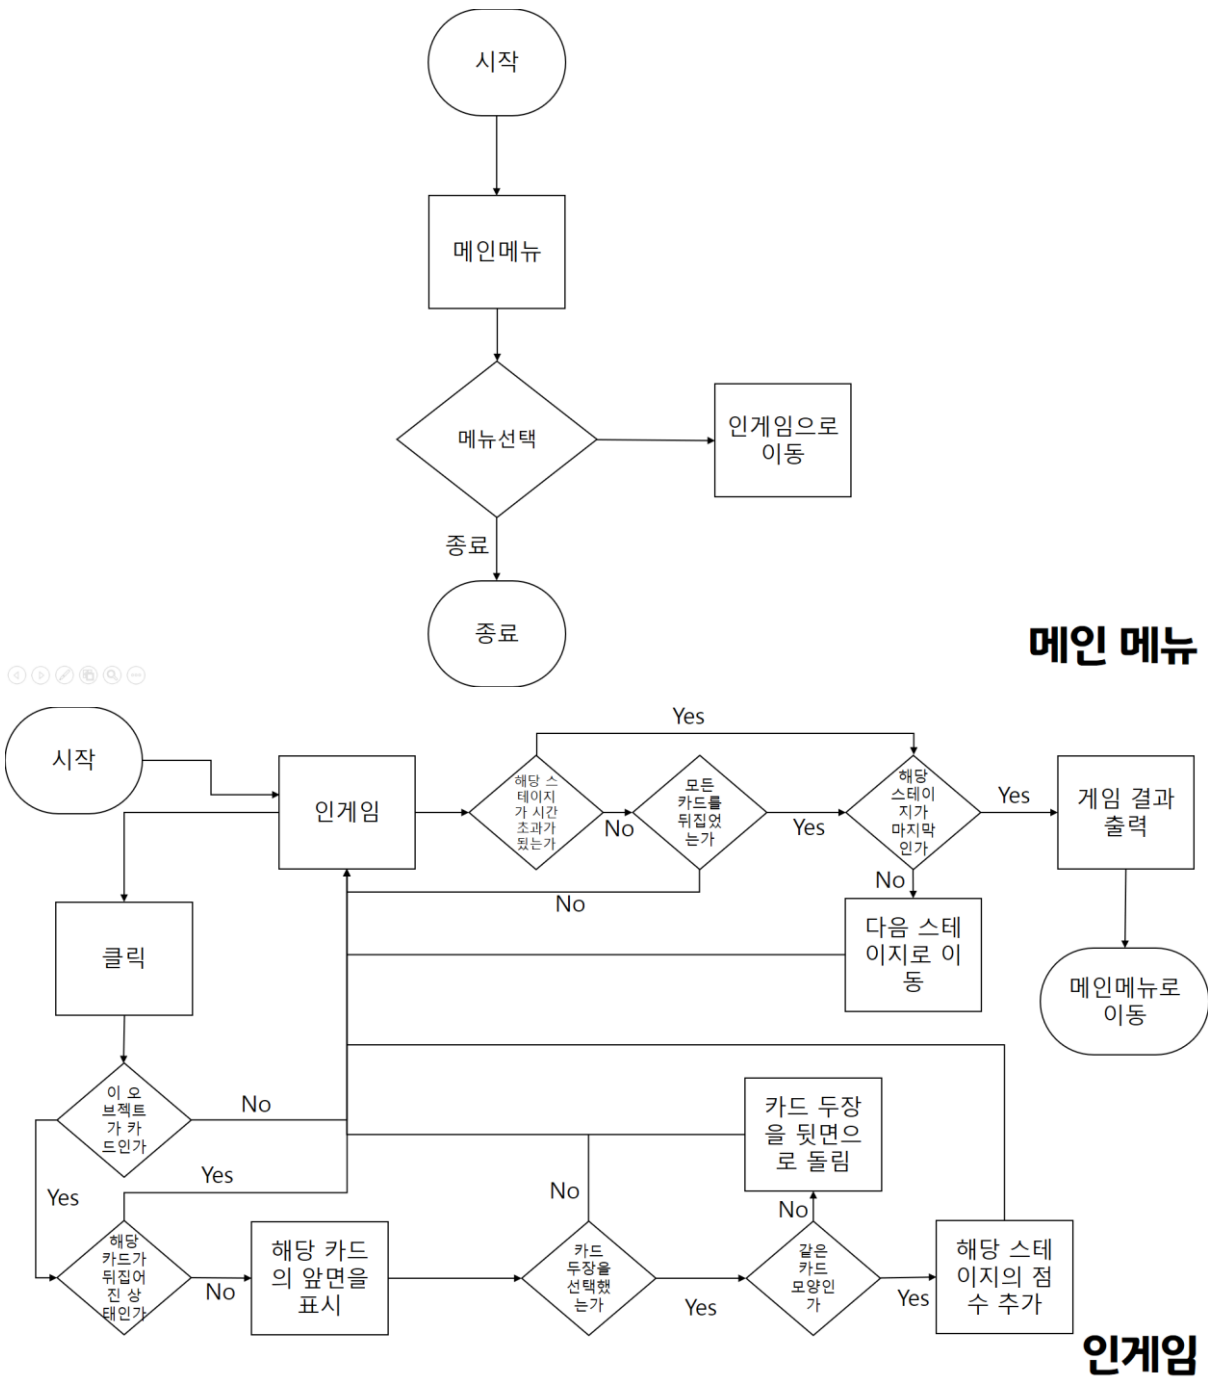 시작
메인메뉴
메뉴선택
인게임으로
이동
종료
종료
메인 메뉴
Yes
시작
인게임
해당 스
테이지
가 시간
초과가
됬는가
No
모든
카드를
뒤집었
는가
Yes
해당
스테이
지가
마지막
인가
Yes
게임 결과
출력
No
No
다음 스테
이지로 이
동
메인메뉴로
이동
클릭
이 오
브젝트
가 카
드인가
No
Yes
Yes
해당
카드가
뒤집어
진 상
태인가
No
해당 카드
의 앞면을
표시
No
카드
두장을
선택했
는가
Yes
카드 두장
을 뒷면으
로 돌림
No
같은
카드
모양인
가
Yes
해당 스테
이지의 점
수 추가
인게임